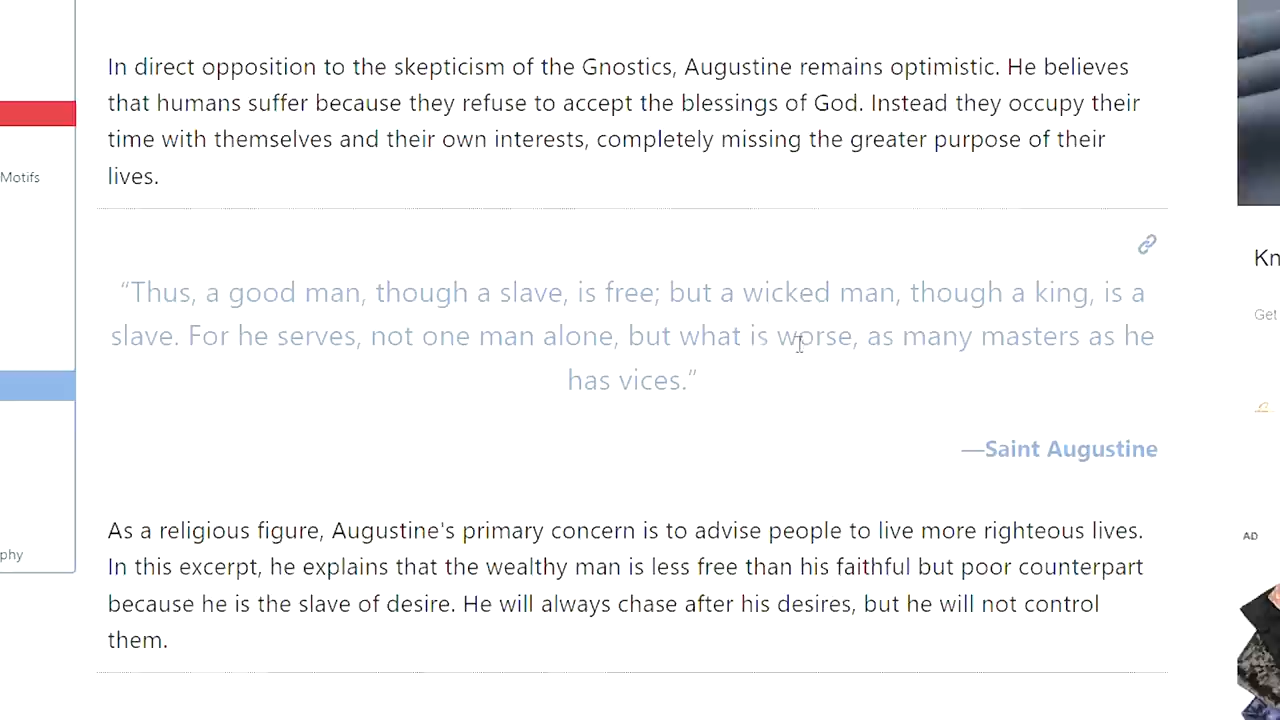 In direct opposition to the skepticism of the Gnostics, Augustine remains optimistic. He believes
that humans suffer because they refuse to accept the blessings of God. Instead they occupy their
time with themselves and their own interests, completely missing the greater purpose of their
lives.
Motifs
“Thus, a good man, though a slave, is free; but a wicked man, though a king, is a
slave. For he serves, not one man alone, but what is worse, as many masters as he
has vices.”
—Saint Augustine
As a religious figure, Augustine's primary concern is to advise people to live more righteous lives.
In this excerpt, he explains that the wealthy man is less free than his faithful but poor counterpart
because he is the slave of desire. He will always chase after his desires, but he will not control
them.
phy
Kn
Get
AD